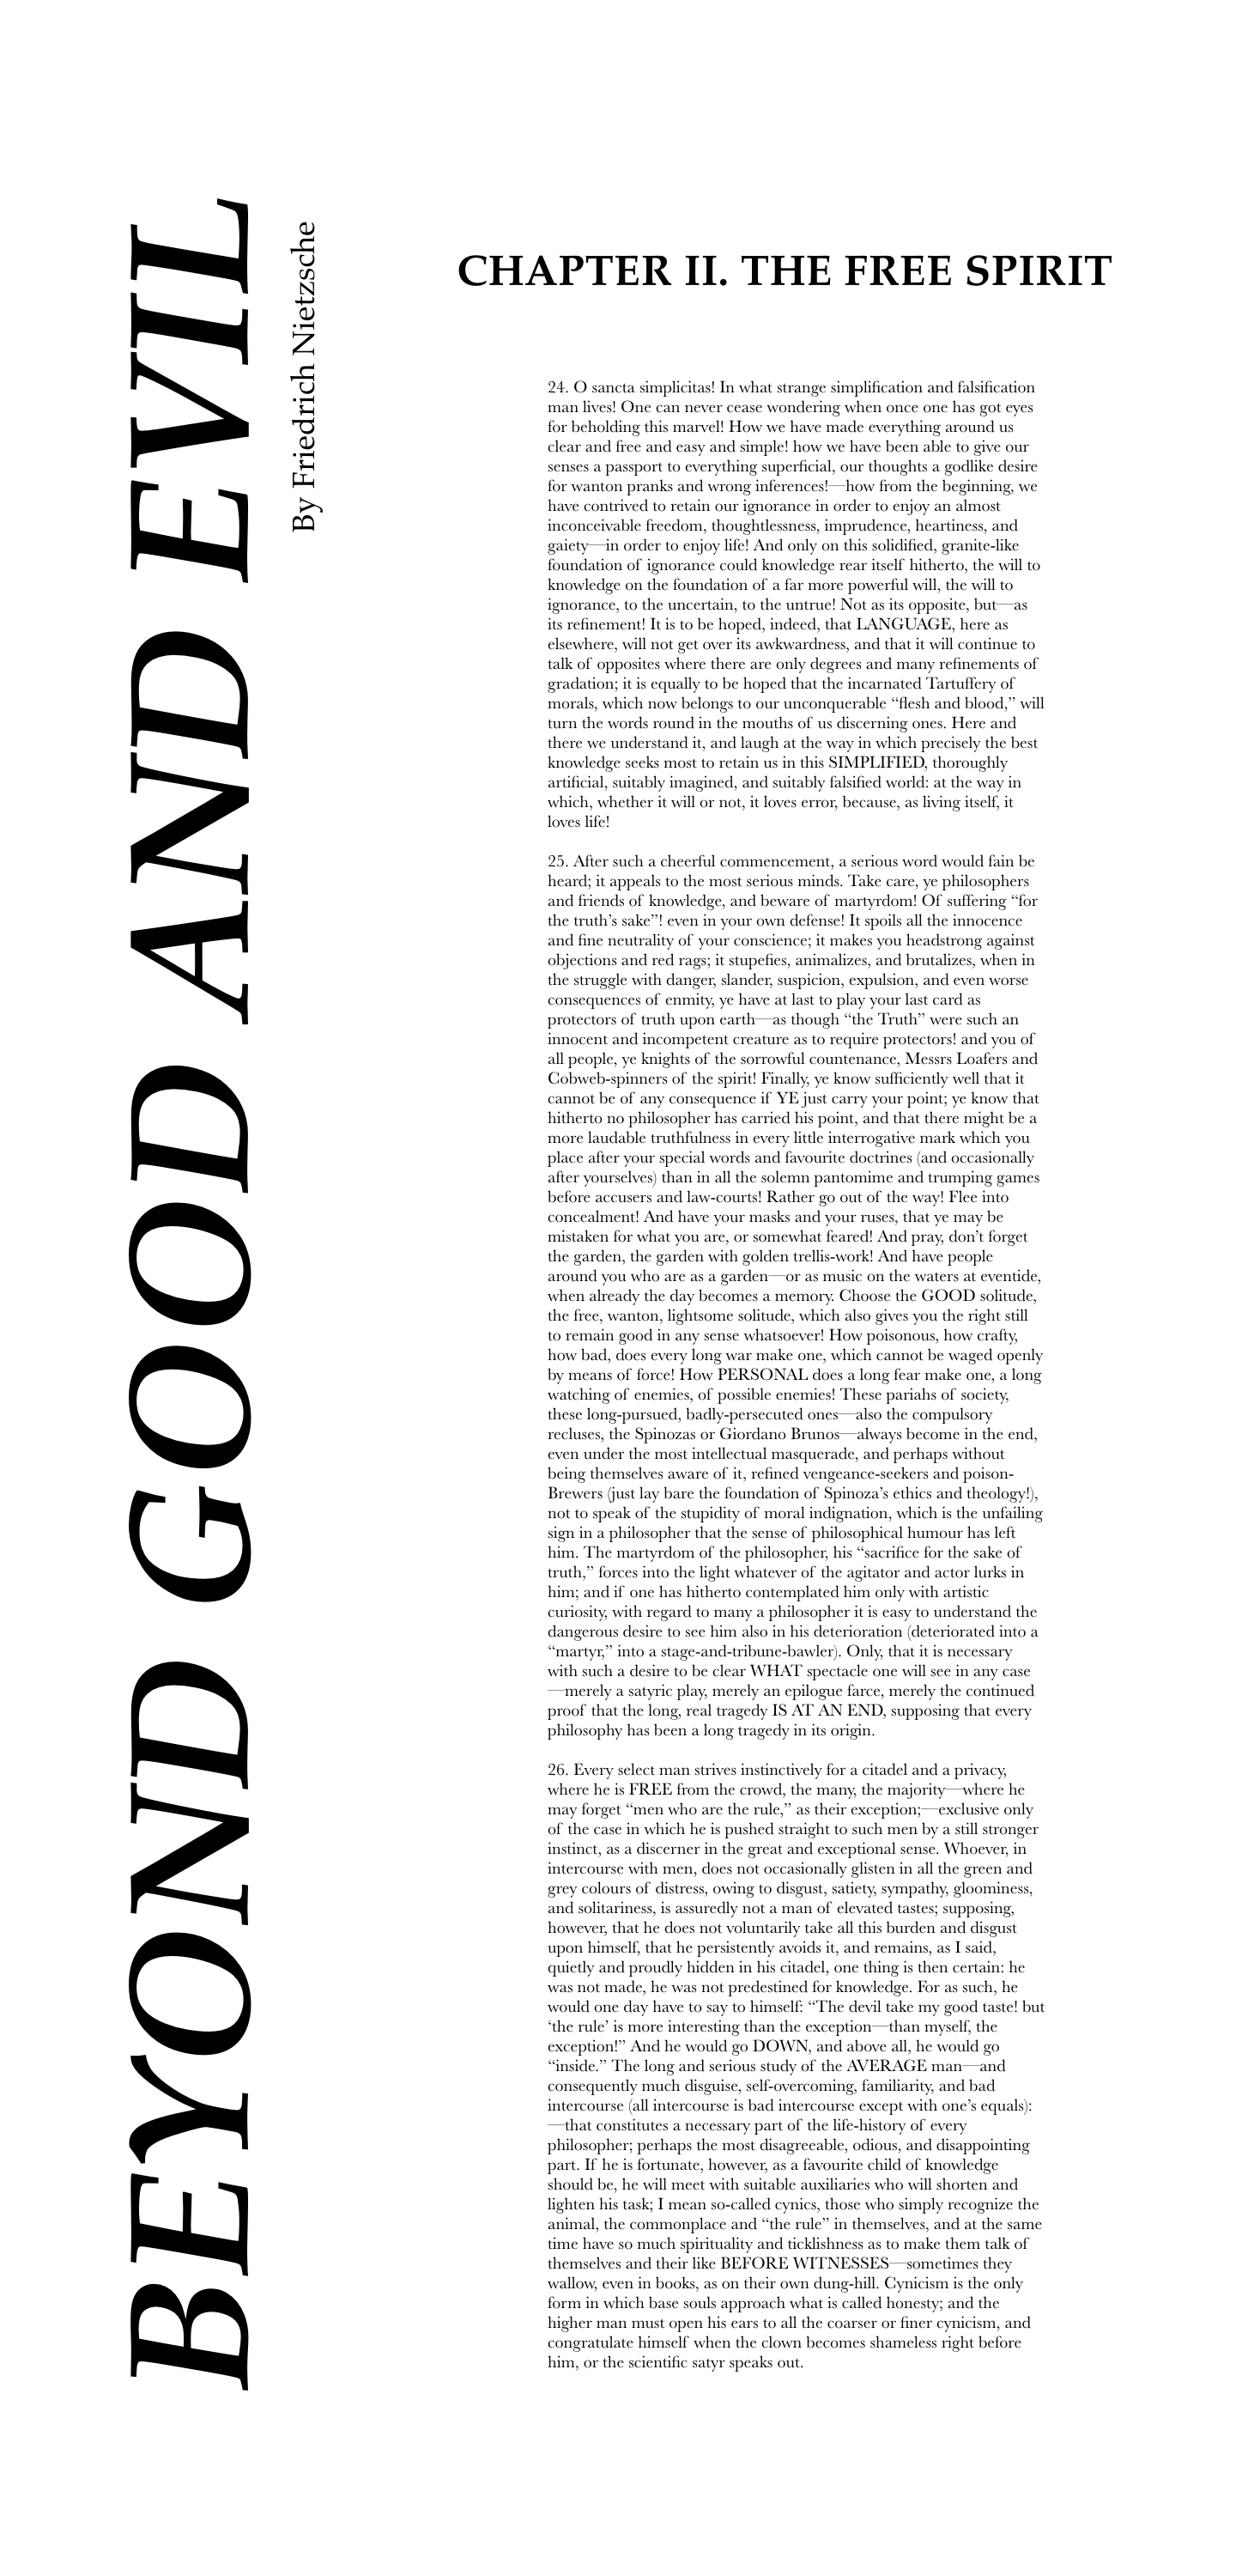 BEYOND GOOD AND EVIL
By Friedrich Nietzsche
CHAPTER II. THE FREE SPIRIT
24. O sancta simplicitas! In what strange simplification and falsification
man lives! One can never cease wondering when once one has got eyes
for beholding this marvel! How we have made everything around us
clear and free and easy and simple! how we have been able to give our
senses a passport to everything superficial, our thoughts a godlike desire
for wanton pranks and wrong inferences!—how from the beginning, we
have contrived to retain our ignorance in order to enjoy an almost
inconceivable freedom, thoughtlessness, imprudence, heartiness, and
gaiety—in order to enjoy life! And only on this solidified, granite-like
foundation of ignorance could knowledge rear itself hitherto, the will to
knowledge on the foundation of a far more powerful will, the will to
ignorance, to the uncertain, to the untrue! Not as its opposite, but—as
its refinement! It is to be hoped, indeed, that LANGUAGE, here as
elsewhere, will not get over its awkwardness, and that it will continue to
talk of opposites where there are only degrees and many refinements of
gradation; it is equally to be hoped that the incarnated Tartuffery of
morals, which now belongs to our unconquerable “flesh and blood,” will
turn the words round in the mouths of us discerning ones. Here and
there we understand it, and laugh at the way in which precisely the best
knowledge seeks most to retain us in this SIMPLIFIED, thoroughly
artificial, suitably imagined, and suitably falsified world: at the way in
which, whether it will or not, it loves error, because, as living itself, it
loves life!
25. After such a cheerful commencement, a serious word would fain be
heard; it appeals to the most serious minds. Take care, ye philosophers
and friends of knowledge, and beware of martyrdom! Of suffering “for
the truth’s sake”! even in your own defense! It spoils all the innocence
and fine neutrality of your conscience; it makes you headstrong against
objections and red rags; it stupefies, animalizes, and brutalizes, when in
the struggle with danger, slander, suspicion, expulsion, and even worse
consequences of enmity, ye have at last to play your last card as
protectors of truth upon earth—as though “the Truth” were such an
innocent and incompetent creature as to require protectors! and you of
all people, ye knights of the sorrowful countenance, Messrs Loafers and
Cobweb-spinners of the spirit! Finally, ye know sufficiently well that it
cannot be of any consequence if YE just carry your point; ye know that
hitherto no philosopher has carried his point, and that there might be a
more laudable truthfulness in every little interrogative mark which you
place after your special words and favourite doctrines (and occasionally
after yourselves) than in all the solemn pantomime and trumping games
before accusers and law-courts! Rather go out of the way! Flee into
concealment! And have your masks and your ruses, that ye may be
mistaken for what you are, or somewhat feared! And pray, don’t forget
the garden, the garden with golden trellis-work! And have people
around you who are as a garden—or as music on the waters at eventide,
when already the day becomes a memory. Choose the GOOD solitude,
the free, wanton, lightsome solitude, which also gives you the right still
to remain good in any sense whatsoever! How poisonous, how crafty,
how bad, does every long war make one, which cannot be waged openly
by means of force! How PERSONAL does a long fear make one, a long
watching of enemies, of possible enemies! These pariahs of society,
these long-pursued, badly-persecuted ones—also the compulsory
recluses, the Spinozas or Giordano Brunos—always become in the end,
even under the most intellectual masquerade, and perhaps without
being themselves aware of it, refined vengeance-seekers and poison-
Brewers (just lay bare the foundation of Spinoza’s ethics and theology!),
not to speak of the stupidity of moral indignation, which is the unfailing
sign in a philosopher that the sense of philosophical humour has left
him. The martyrdom of the philosopher, his “sacrifice for the sake of
truth,” forces into the light whatever of the agitator and actor lurks in
him; and if one has hitherto contemplated him only with artistic
curiosity, with regard to many a philosopher it is easy to understand the
dangerous desire to see him also in his deterioration (deteriorated into a
“martyr,” into a stage-and-tribune-bawler). Only, that it is necessary
with such a desire to be clear WHAT spectacle one will see in any case
—merely a satyric play, merely an epilogue farce, merely the continued
proof that the long, real tragedy IS AT AN END, supposing that every
philosophy has been a long tragedy in its origin.
26. Every select man strives instinctively for a citadel and a privacy,
where he is FREE from the crowd, the many, the majority—where he
may forget “men who are the rule,” as their exception;—exclusive only
of the case in which he is pushed straight to such men by a still stronger
instinct, as a discerner in the great and exceptional sense. Whoever, in
intercourse with men, does not occasionally glisten in all the green and
grey colours of distress, owing to disgust, satiety, sympathy, gloominess,
and solitariness, is assuredly not a man of elevated tastes; supposing,
however, that he does not voluntarily take all this burden and disgust
upon himself, that he persistently avoids it, and remains, as I said,
quietly and proudly hidden in his citadel, one thing is then certain: he
was not made, he was not predestined for knowledge. For as such, he
would one day have to say to himself: “The devil take my good taste! but
‘the rule’ is more interesting than the exception—than myself, the
exception!” And he would go DOWN, and above all, he would go
“inside.” The long and serious study of the AVERAGE man—and
consequently much disguise, self-overcoming, familiarity, and bad
intercourse (all intercourse is bad intercourse except with one’s equals):
—that constitutes a necessary part of the life-history of every
philosopher; perhaps the most disagreeable, odious, and disappointing
part. If he is fortunate, however, as a favourite child of knowledge
should be, he will meet with suitable auxiliaries who will shorten and
lighten his task; I mean so-called cynics, those who simply recognize the
animal, the commonplace and “the rule” in themselves, and at the same
time have so much spirituality and ticklishness as to make them talk of
themselves and their like BEFORE WITNESSES—sometimes they
wallow, even in books, as on their own dung-hill. Cynicism is the only
form in which base souls approach what is called honesty; and the
higher man must open his ears to all the coarser or finer cynicism, and
congratulate himself when the clown becomes shameless right before
him, or the scientific satyr speaks out.